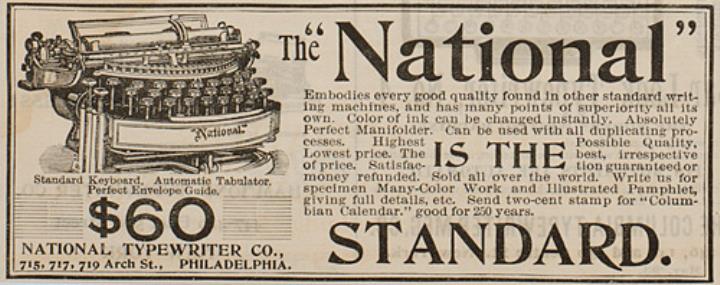 "National"
Standard Keyboard, Automatic Tabulator,
Perfect Envelope Guide.
$60
NATIONAL TYPEWRITER CO.,
715, 717, 719 Arch St., PHILADELPHIA.
The "National"
Embodies every good quality found in other standard writ-
ing machines, and has many points of superiority all its
own. Color of ink can be changed instantly. Absolutely
Perfect Manifolder. Can be used with all duplicating pro-
cesses. Highest Possible Quality,
Lowest price. The best, irrespective
of price. Satisfac- tion guaranteed or
IS THE
money refunded. Sold all over the world. Write us for
specimen Many-Color Work and Illustrated Pamphlet,
giving full details, etc. Send two-cent stamp for "Colum-
bian Calendar," good for 250 years.
STANDARD.